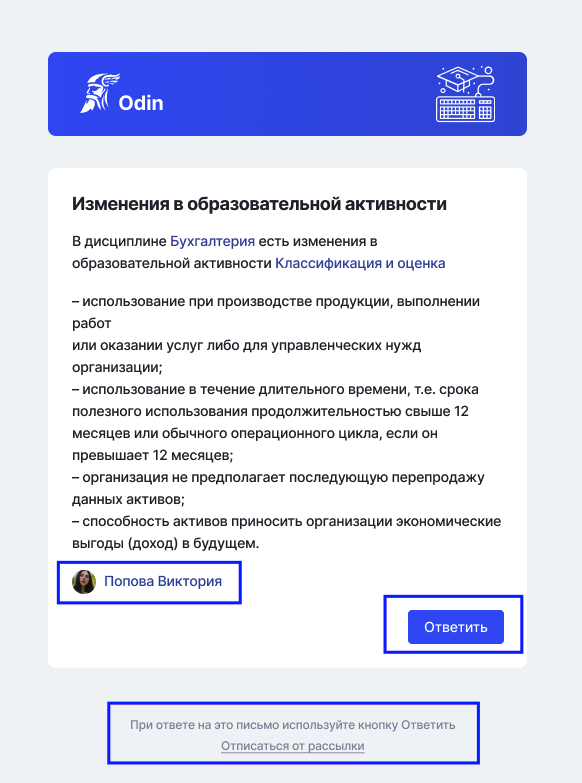 Odin
Изменения в образовательной активности
В дисциплине Бухгалтерия есть изменения в
образовательной активности Классификация и оценка
– использование при производстве продукции, выполнении
работ
или оказании услуг либо для управленческих нужд
организации;
– использование в течение длительного времени, т.е. срока
полезного использования продолжительностью свыше 12
месяцев или обычного операционного цикла, если он
превышает 12 месяцев;
– организация не предполагает последующую перепродажу
данных активов;
– способность активов приносить организации экономические
выгоды (доход) в будущем.
Попова Виктория
Ответить
При ответе на это письмо используйте кнопку Ответить
Отписаться от рассылки